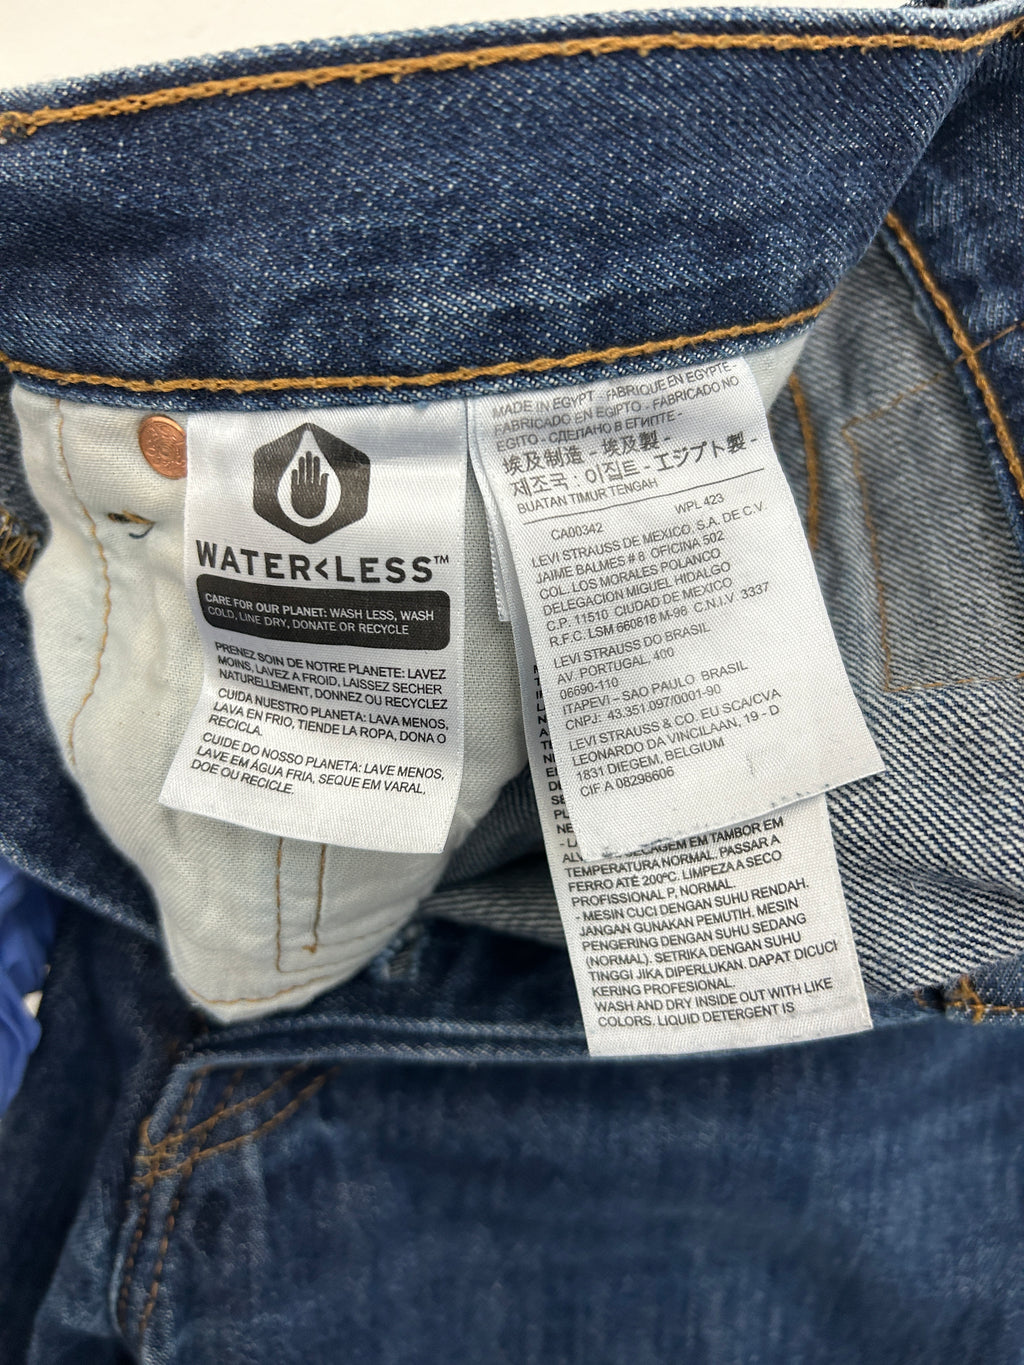 WATER<LESS™
CARE FOR OUR PLANET: WASH LESS, WASH
COLD, LINE DRY, DONATE OR RECYCLE
PRENEZ SOIN DE NOTRE PLANETE: LAVEZ
MOINS, LAVEZ A FROID, LAISSEZ SECHER
NATURELLEMENT, DONNEZ OU RECYCLEZ
CUIDA NUESTRO PLANETA: LAVA MENOS,
LAVA EN FRIO, TIENDE LA ROPA, DONA O
RECICLA.
CUIDE DO NOSSO PLANETA: LAVE MENOS,
LAVE EM ÁGUA FRIA, SEQUE EM VARAL,
DOE OU RECICLE.
MADE IN EGYPT - FABRIQUE EN EGYPTE -
FABRICADO EN EGIPTO - FABRICADO NO
EGITO - СДЕЛАНО В ЕГИПТЕ -
埃及制造 - 埃及製 -
제조국 : 이집트 - エジプト製 -
BUATAN TIMUR TENGAH
CA00342 WPL 423
LEVI STRAUSS DE MEXICO, S.A. DE C.V.
JAIME BALMES # 8 OFICINA 502
COL. LOS MORALES POLANCO
DELEGACION MIGUEL HIDALGO
C.P. 11510 CIUDAD DE MEXICO
R.F.C. LSM 660818 M-96 C.N.I.V. 3337
LEVI STRAUSS DO BRASIL
AV. PORTUGAL, 400
06690-110
ITAPEVI – SAO PAULO BRASIL
CNPJ: 43.351.097/0001-90
LEVI STRAUSS & CO. EU SCA/CVA
LEONARDO DA VINCILAAN, 19 - D
1831 DIEGEM, BELGIUM
CIF A 08298606
EM TAMBOR EM
TEMPERATURA NORMAL. PASSAR A
FERRO ATÉ 200ºC. LIMPEZA A SECO
PROFISSIONAL P, NORMAL.
- MESIN CUCI DENGAN SUHU RENDAH.
JANGAN GUNAKAN PEMUTIH. MESIN
PENGERING DENGAN SUHU SEDANG
(NORMAL). SETRIKA DENGAN SUHU
TINGGI JIKA DIPERLUKAN. DAPAT DICUCI
KERING PROFESIONAL.
WASH AND DRY INSIDE OUT WITH LIKE
COLORS. LIQUID DETERGENT IS